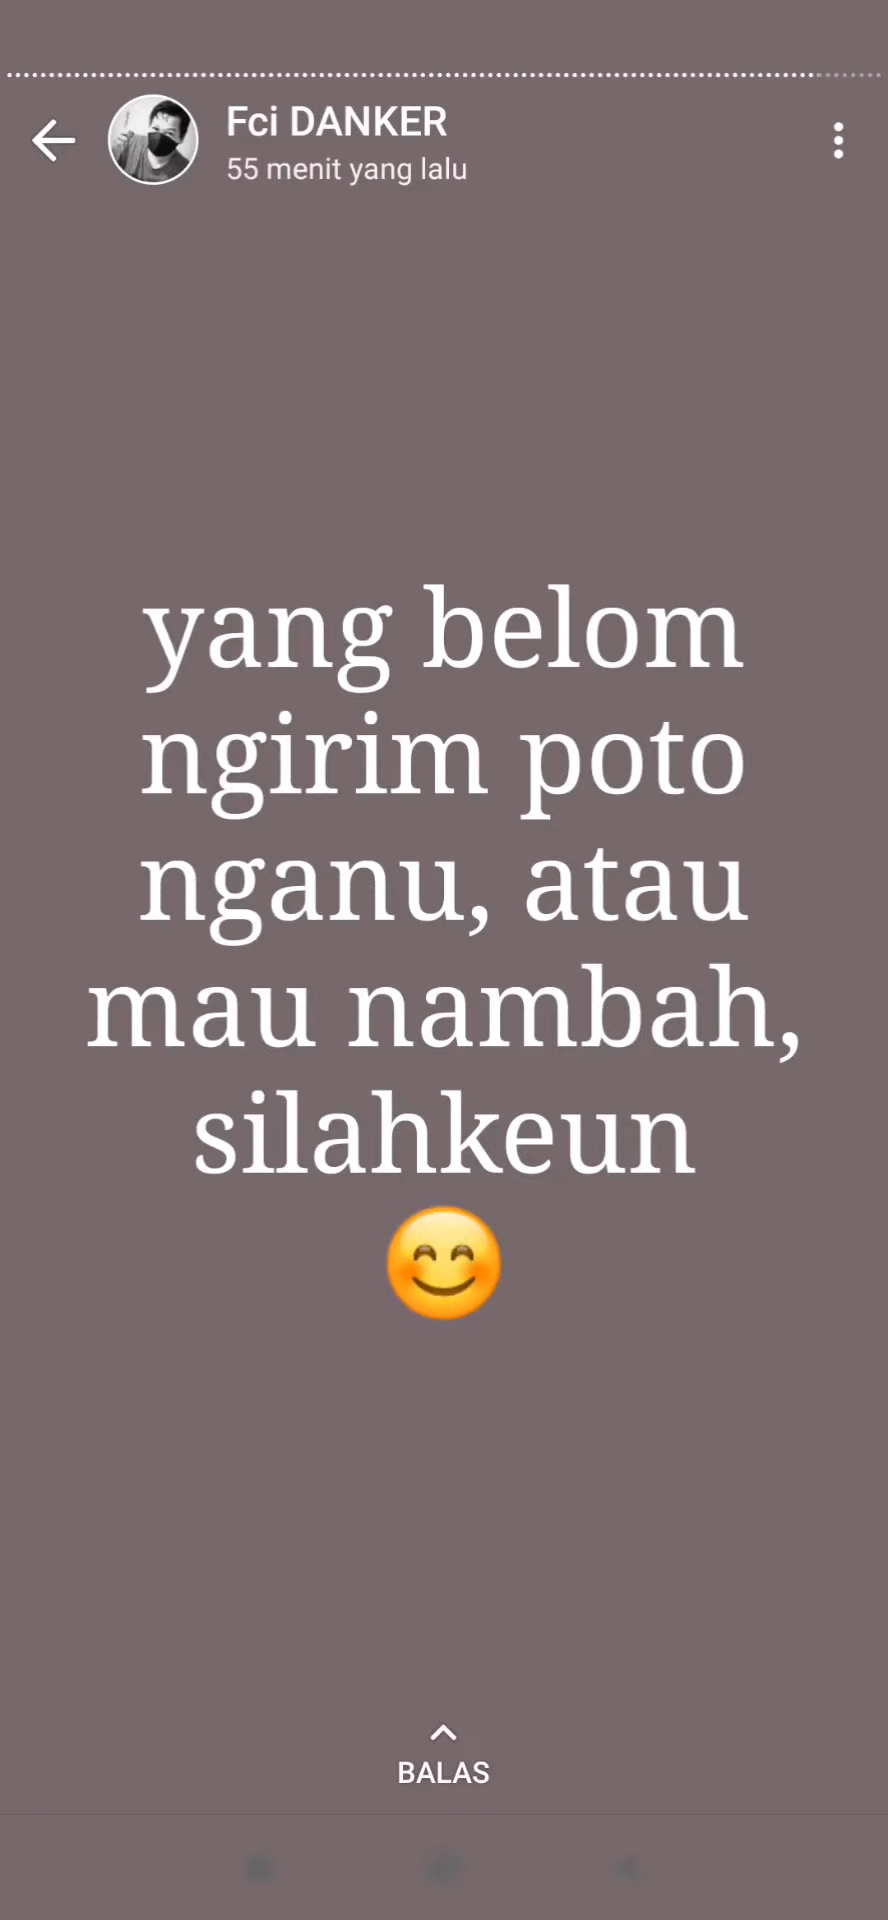 Fci DANKER
55 menit yang lalu
yang belom
ngirim poto
nganu, atau
mau nambah,
silahkeun
😊
BALAS